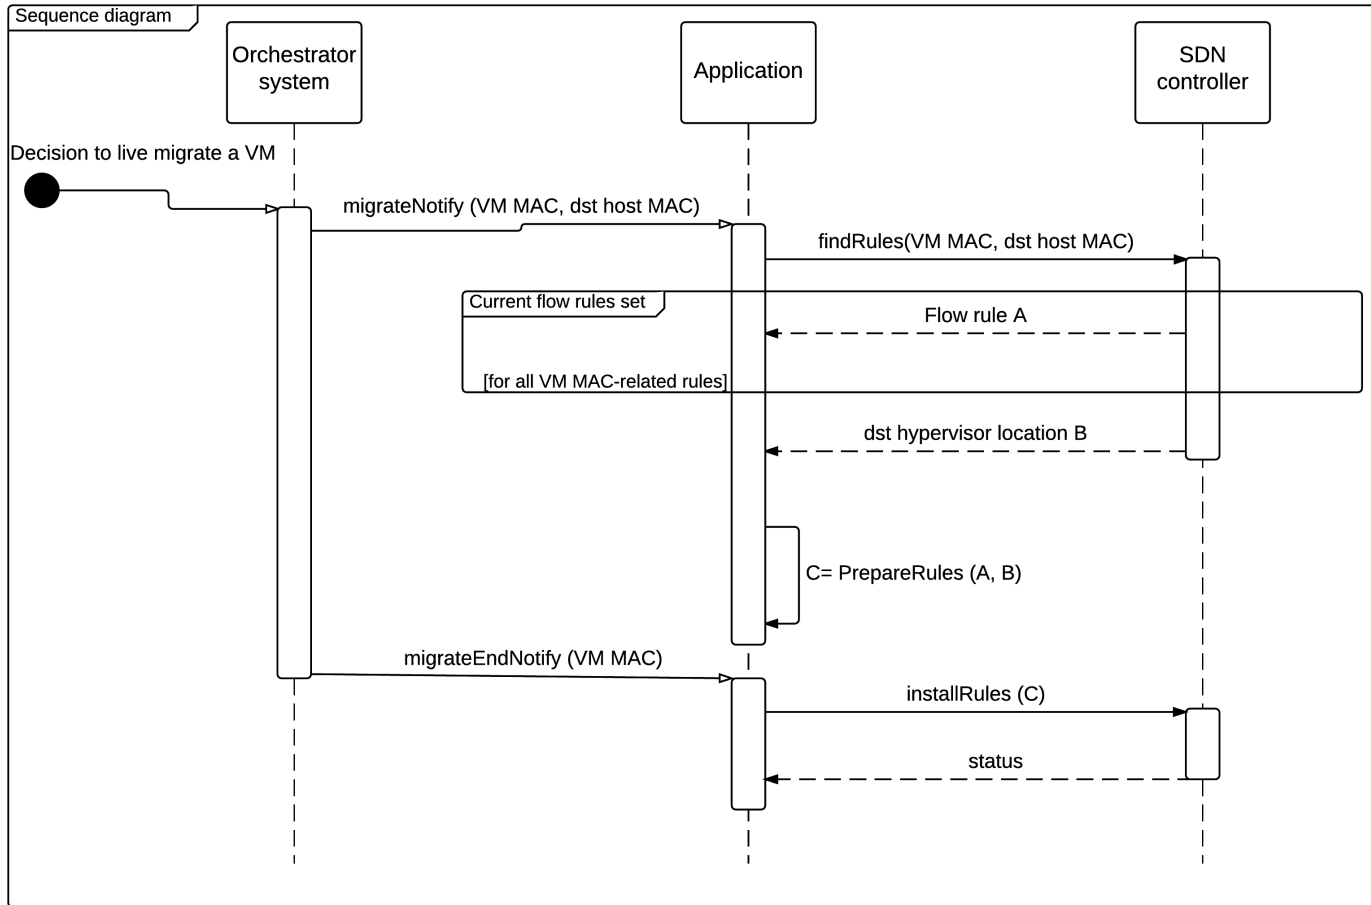 Sequence diagram
Orchestrator
system
Application
SDN
controller
Decision to live migrate a VM
migrateNotify (VM MAC, dst host MAC)
findRules(VM MAC, dst host MAC)
Current flow rules set
Flow rule A
[for all VM MAC-related rules]
dst hypervisor location B
C= PrepareRules (A, B)
migrateEndNotify (VM MAC)
installRules (C)
status